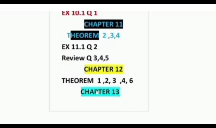 EX 10.1 Q 1
CHAPTER 11
THEOREM 2 ,3,4
EX 11.1 Q 2
Review Q 3,4,5
CHAPTER 12
THEOREM 1 ,2, 3 ,4, 6
CHAPTER 13